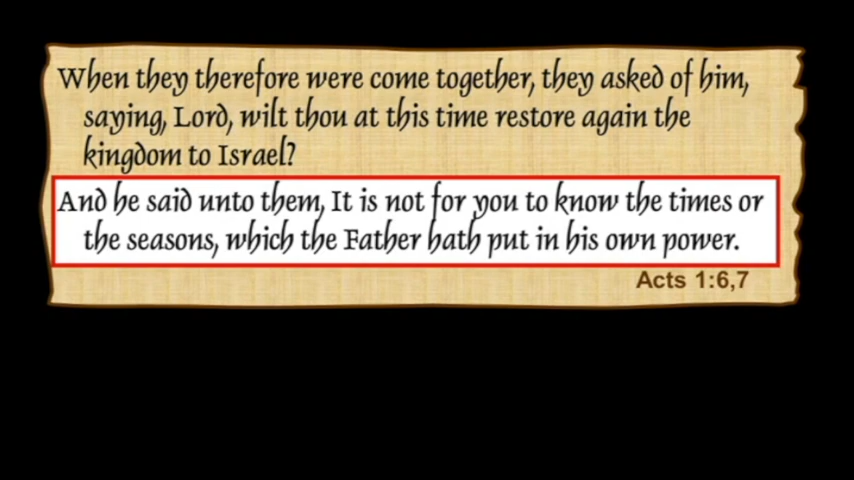 When they therefore were come together, they asked of him,
saying, Lord, wilt thou at this time restore again the
kingdom to Israel?
And he said unto them, It is not for you to know the times or
the seasons, which the Father hath put in his own power.
Acts 1:6,7